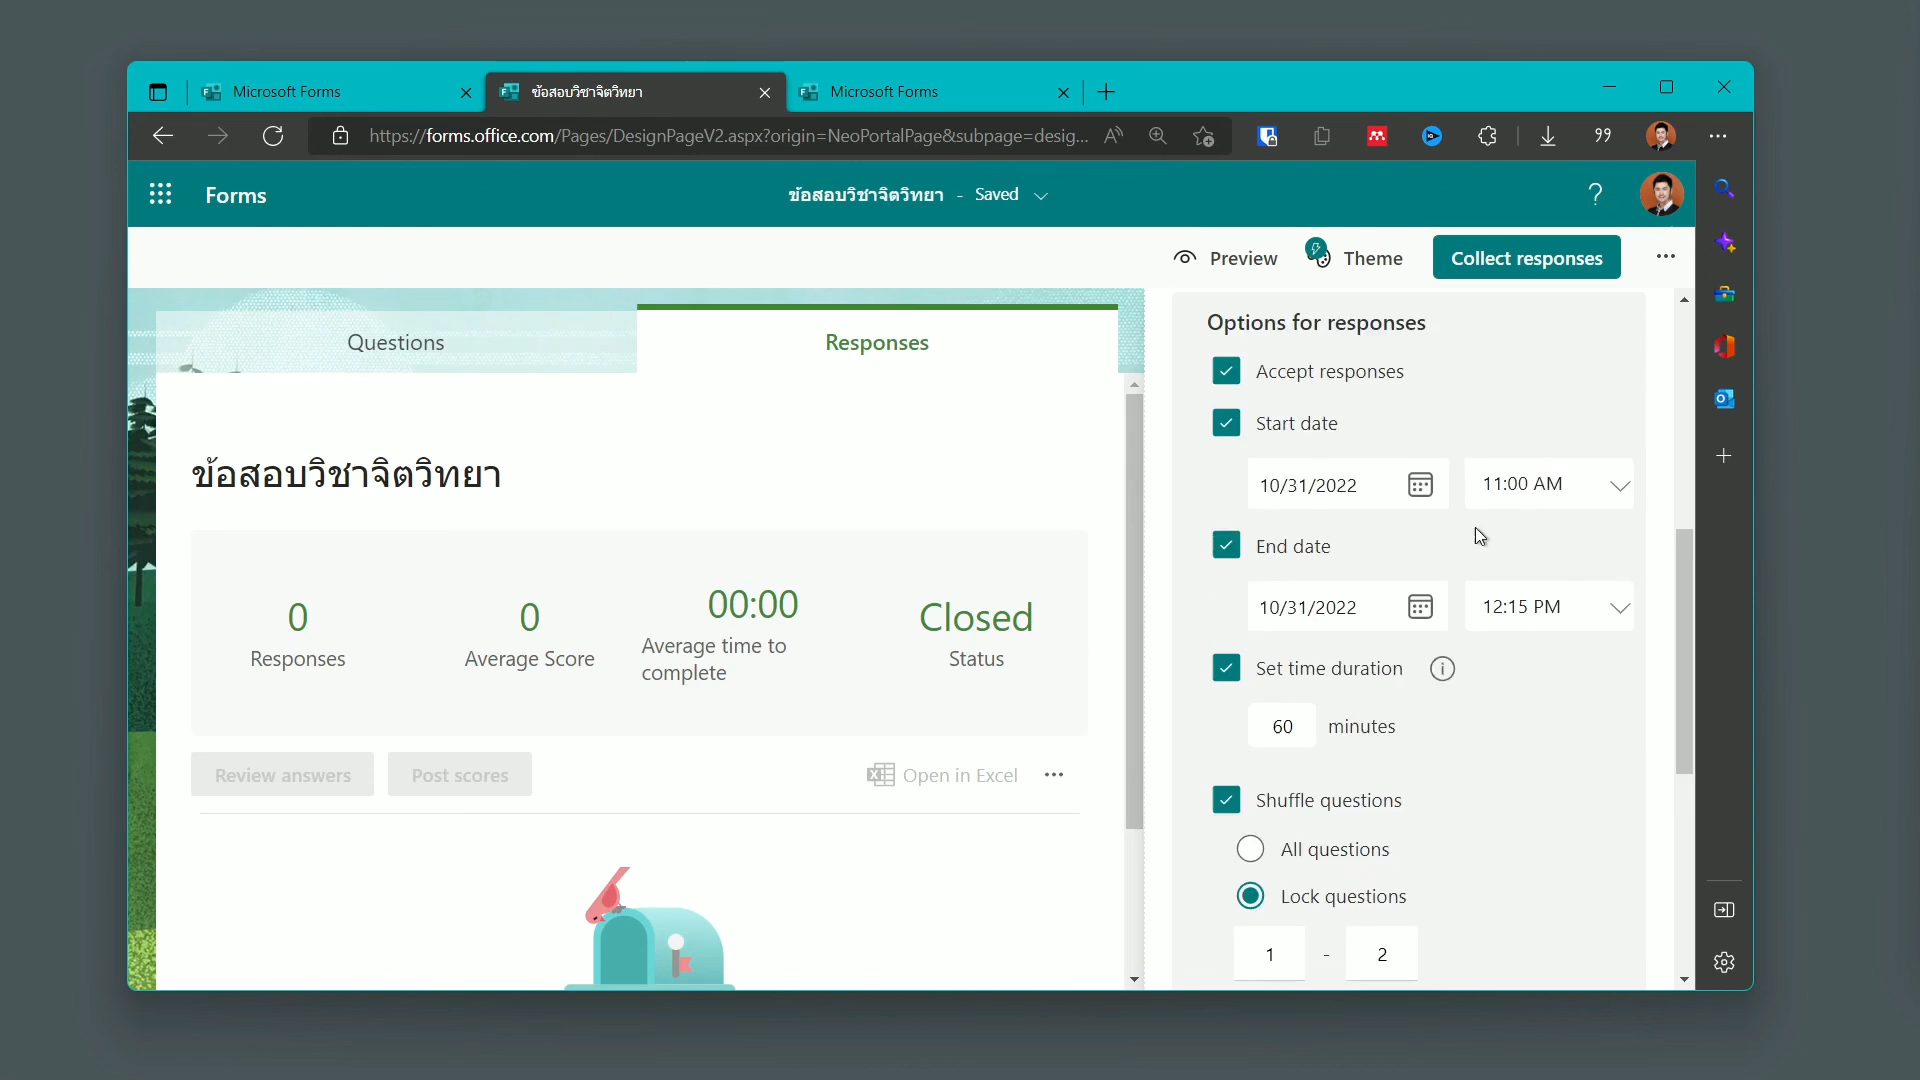 Microsoft Forms
ข้อสอบวิชาจิตวิทยา
Microsoft Forms
https://forms.office.com/Pages/DesignPageV2.aspx?origin=NeoPortalPage&subpage=desig...
Forms
ข้อสอบวิชาจิตวิทยา - Saved
?
Preview
Theme
Collect responses
Questions
Responses
ข้อสอบวิชาจิตวิทยา
0
Responses
0
Average Score
00:00
Average time to
complete
Closed
Status
Review answers
Post scores
Open in Excel
Options for responses
Accept responses
Start date
10/31/2022
11:00 AM
End date
10/31/2022
12:15 PM
Set time duration
60 minutes
Shuffle questions
All questions
Lock questions
1 - 2